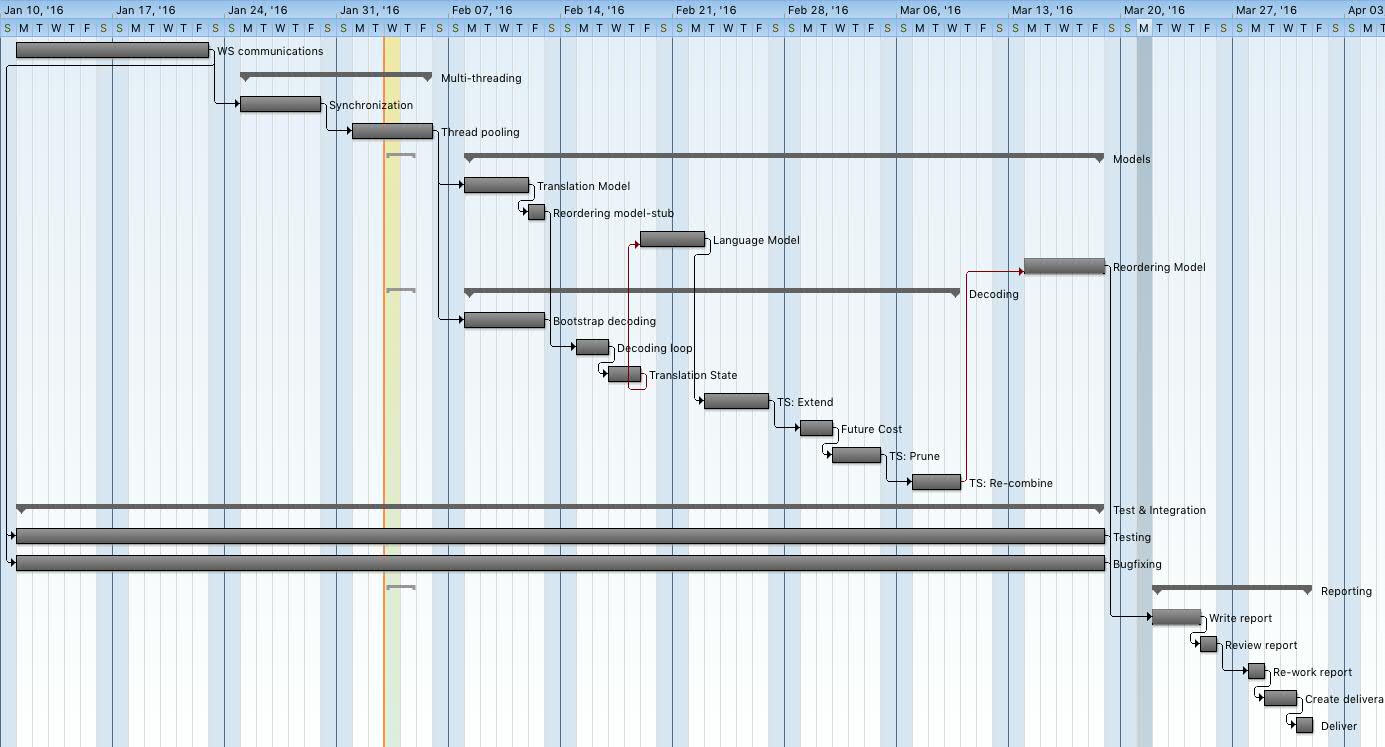 Jan 10, '16 Jan 17, '16 Jan 24, '16 Jan 31, '16 Feb 07, '16 Feb 14, '16 Feb 21, '16 Feb 28, '16 Mar 06, '16 Mar 13, '16 Mar 20, '16 Mar 27, '16 Apr 03
S M T W T F S S M T W T F S S M T W T F S S M T W T F S S M T W T F S S M T W T F S S M T W T F S S M T W T F S S M T W T F S S M T W T F S S M T W T F S S M T W T F S S M T
WS communications
Multi-threading
Synchronization
Thread pooling
Models
Translation Model
Reordering model-stub
Language Model
Reordering Model
Decoding
Bootstrap decoding
Decoding loop
Translation State
TS: Extend
Future Cost
TS: Prune
TS: Re-combine
Test & Integration
Testing
Bugfixing
Reporting
Write report
Review report
Re-work report
Create delivera
Deliver